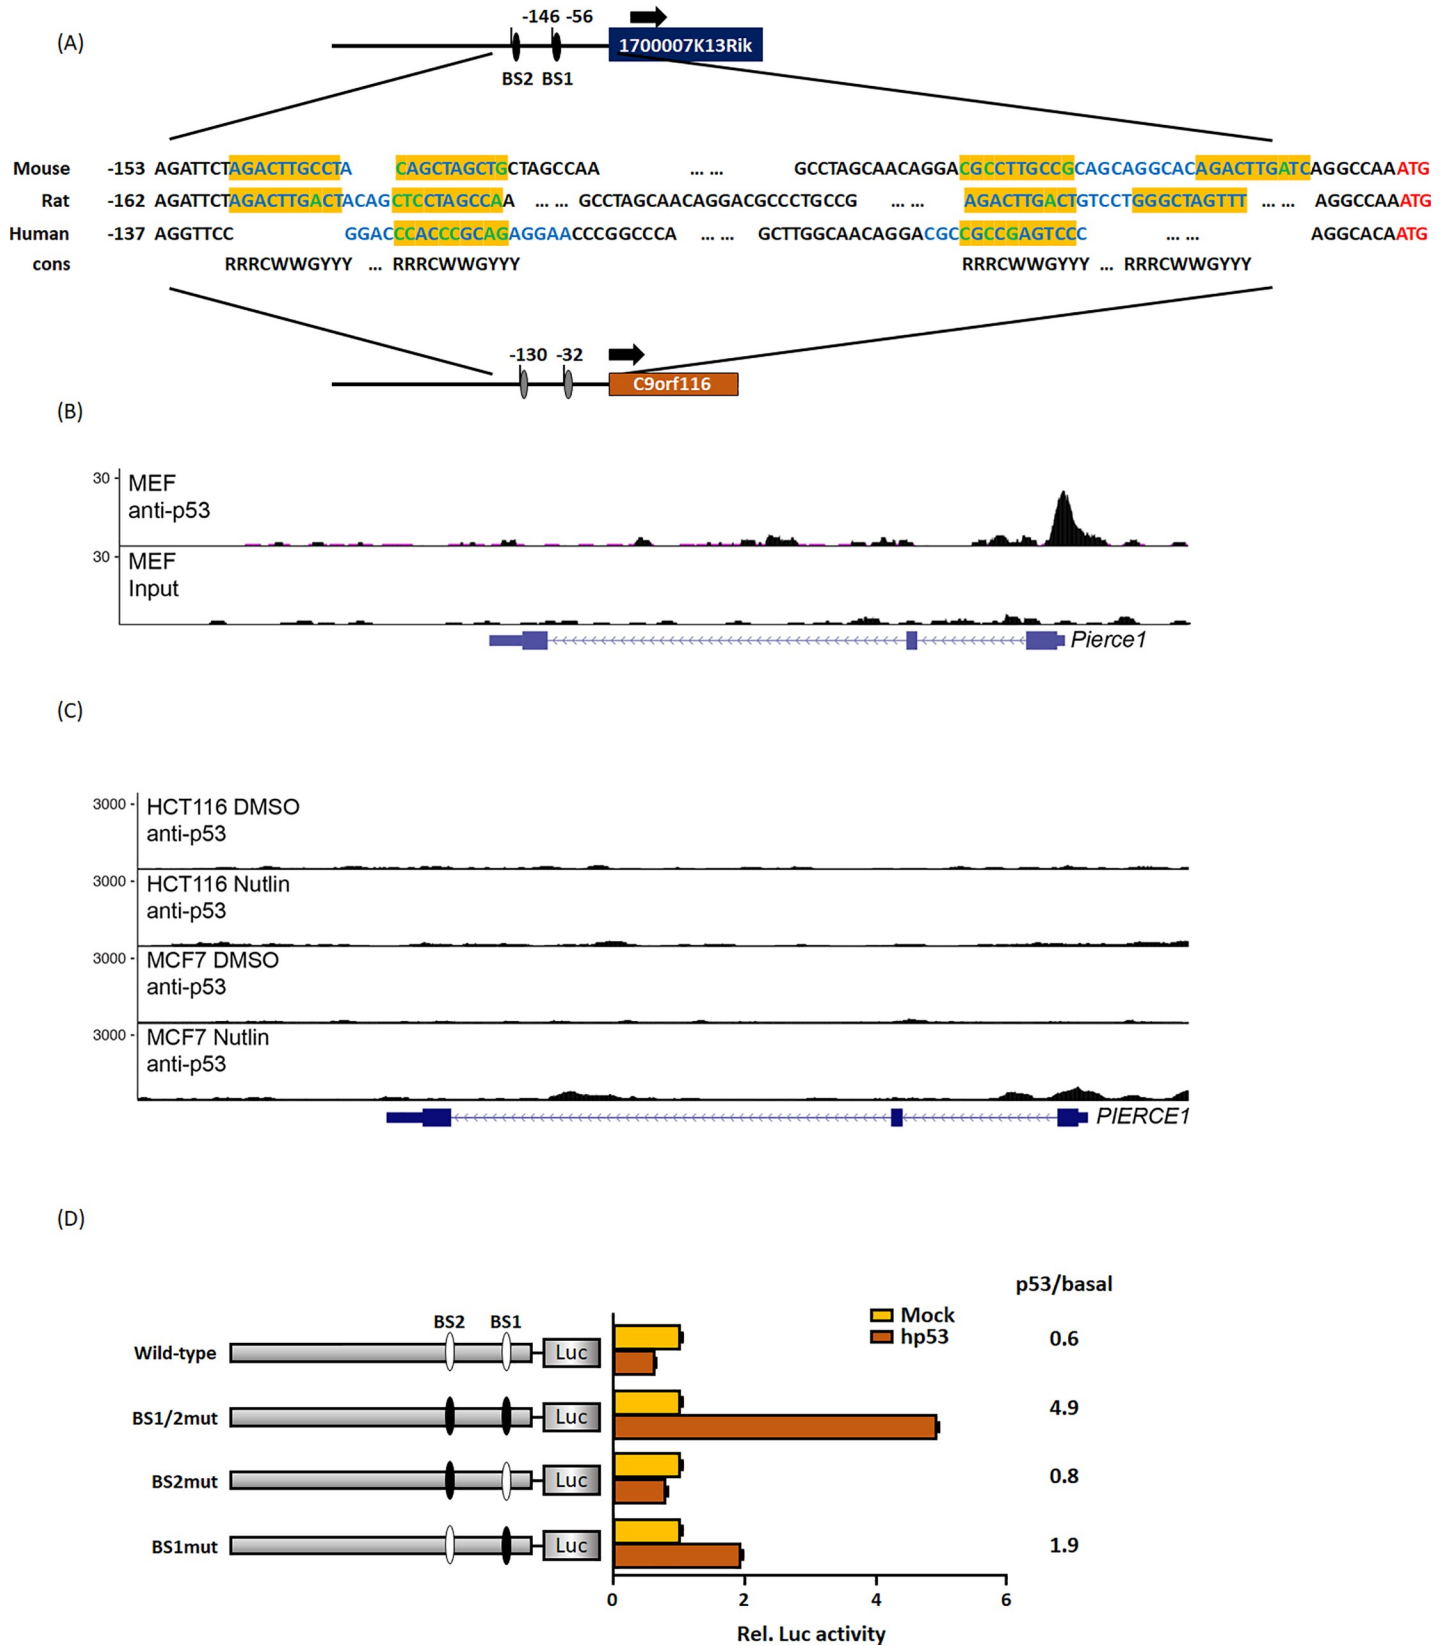 (A)
-146 -56
1700007K13Rik
BS2 BS1
Mouse -153 AGATTCTAGACTTGCCTA CAGCTAGCTGCTAGCCAA ... ... GCCTAGCAACAGGACGCCTTGCCGCAGCAGGCACAGACTTGATCAGGCCAAATG
Rat -162 AGATTCTAGACTTGACTACAGCTCCTAGCCAA ... ... GCCTAGCAACAGGACGCCCTGCCG ... ... AGACTTGACTGTCCTGGGCTAGTTT ... ... AGGCCAAATG
Human -137 AGGTTCC GGACCCACCCGCAGAGGAACCCGGCCCA ... ... GCTTGGCAACAGGACGCCGCCGAGTCCC ... ... AGGCACAATG
cons RRRCWWGYYY ... RRRCWWGYYY RRRCWWGYYY ... RRRCWWGYYY
-130 -32
C9orf116
(B)
30 -
MEF
anti-p53
30 -
MEF
Input
Pierce1
(C)
3000 -
HCT116 DMSO
anti-p53
3000 -
HCT116 Nutlin
anti-p53
3000 -
MCF7 DMSO
anti-p53
3000 -
MCF7 Nutlin
anti-p53
PIERCE1
(D)
p53/basal
BS2 BS1
Mock
hp53
Wild-type Luc 0.6
BS1/2mut Luc 4.9
BS2mut Luc 0.8
BS1mut Luc 1.9
0 2 4 6
Rel. Luc activity